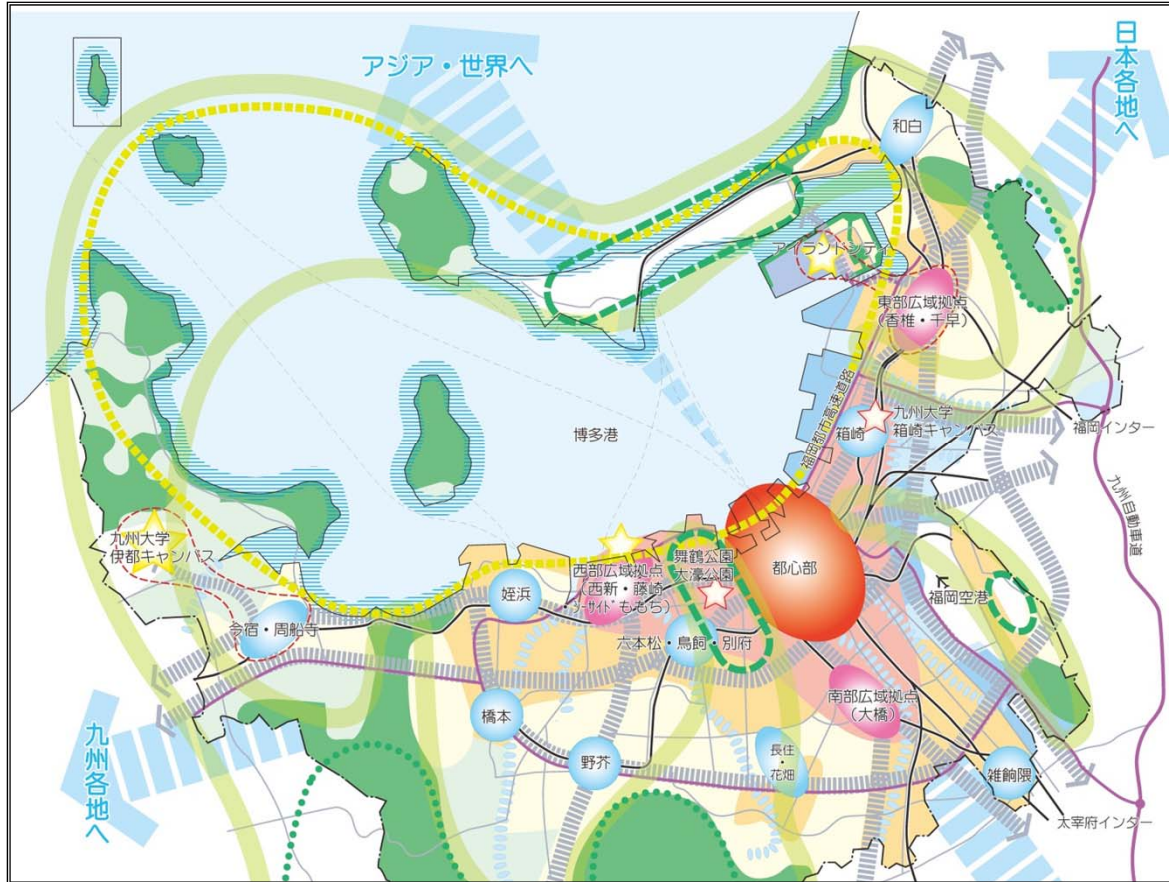 アジア・世界へ
日本各地へ
和白
アイランドシティ
東部広域拠点
(香椎・千早)
福岡都市高速道路
九州大学
箱崎キャンパス
箱崎
福岡インター
九州自動車道
博多港
九州大学
伊都キャンパス
今宿・周船寺
姪浜
西部広域拠点
(西新・藤崎
・シーサイドももち)
舞鶴公園
大濠公園
都心部
福岡空港
六本松・鳥飼・別府
橋本
野芥
長住
・
花畑
南部広域拠点
(大橋)
雑餉隈
太宰府インター
九州各地へ